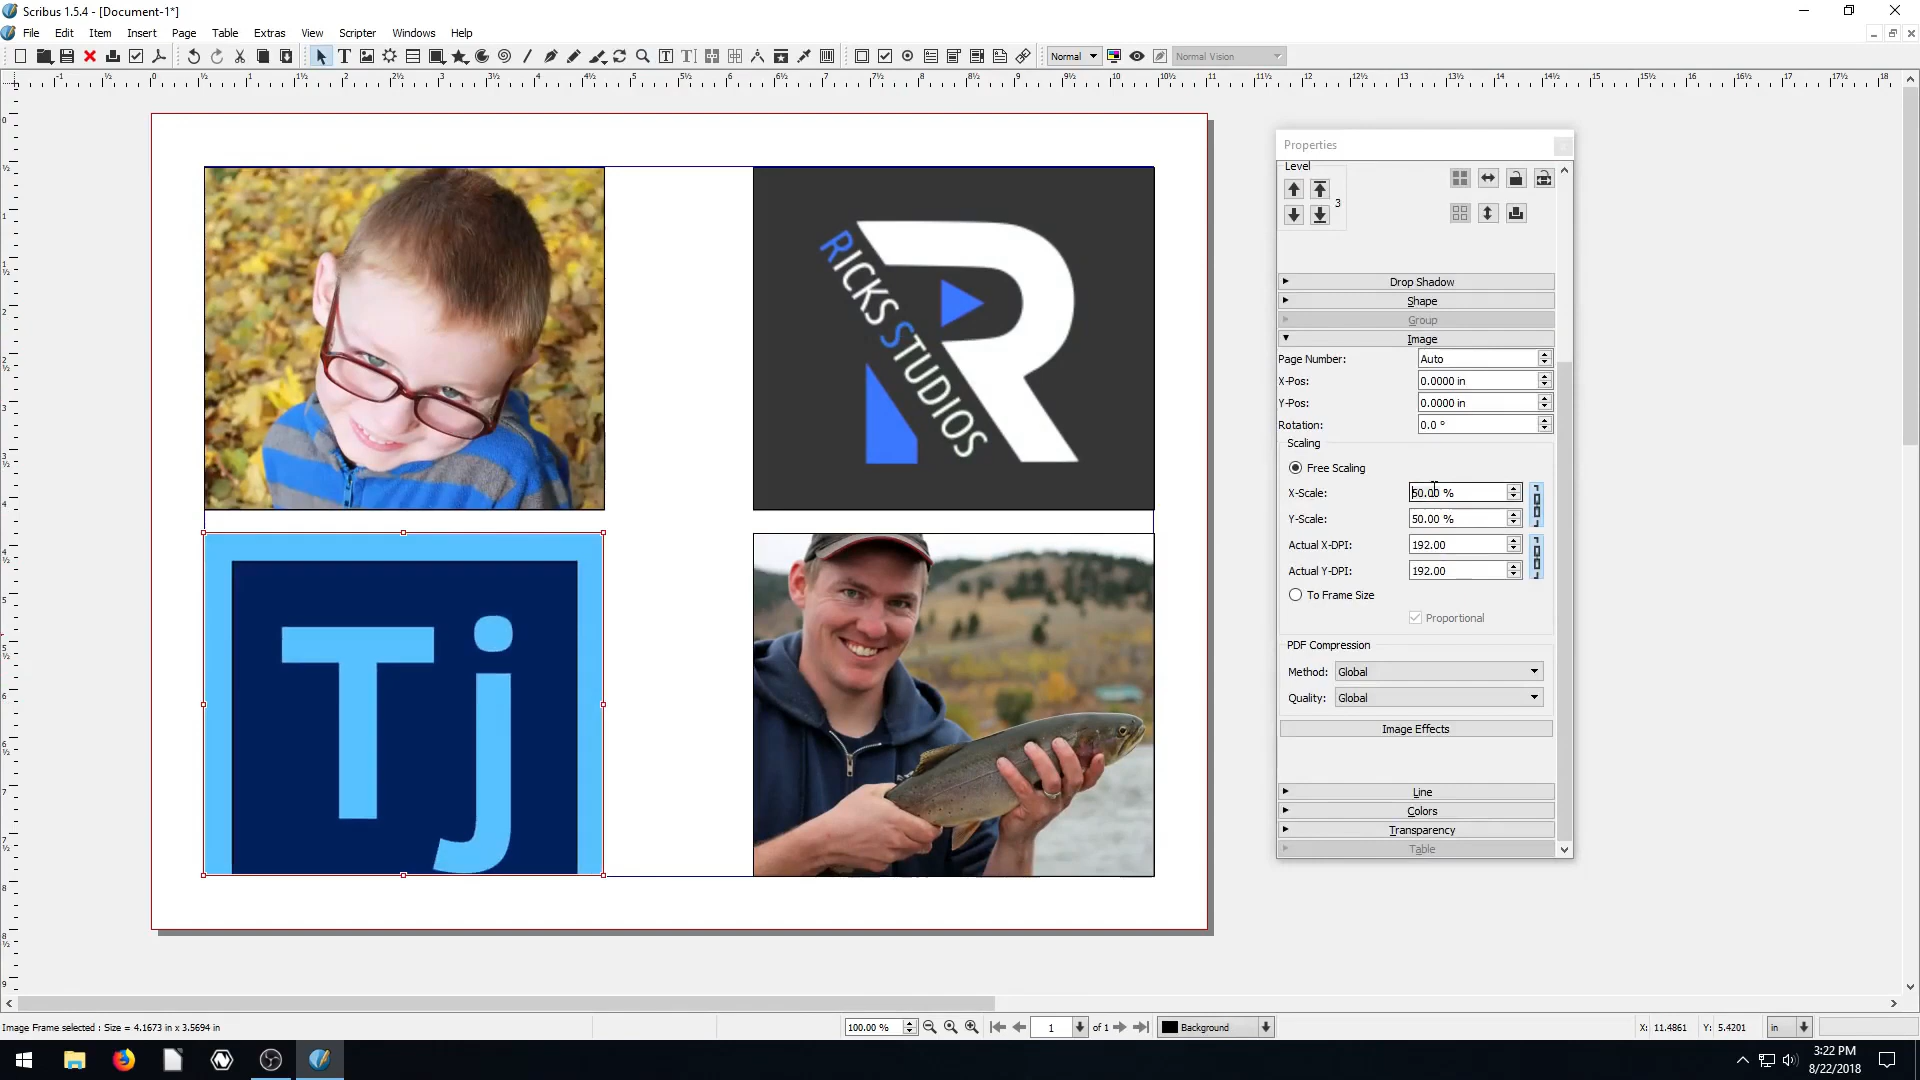 Scribus 1.5.4 - [Document-1*]
File Edit Item Insert Page Table Extras View Scripter Windows Help
Normal Normal Vision
RICKS STUDIOS
R
Tj
Properties
Level
3
Drop Shadow
Shape
Group
Image
Page Number: Auto
X-Pos: 0.0000 in
Y-Pos: 0.0000 in
Rotation: 0.0 °
Scaling
Free Scaling
X-Scale: 50.00 %
Y-Scale: 50.00 %
Actual X-DPI: 192.00
Actual Y-DPI: 192.00
To Frame Size
Proportional
PDF Compression
Method: Global
Quality: Global
Image Effects
Line
Colors
Transparency
Table
Image Frame selected : Size = 4.1673 in x 3.5694 in
100.00 % 1 of 1 Background X: 11.4861 Y: 5.4201 in
3:22 PM
8/22/2018